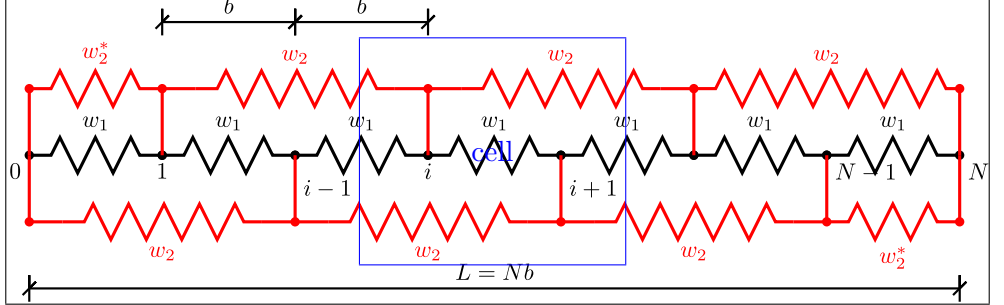 b b
w₂* w₂ w₂ w₂
w₁ w₁ w₁ w₁ w₁ w₁ w₁
cell
0 1 i − 1 i i + 1 N − 1 N
w₂ w₂ w₂ w₂*
L = Nb